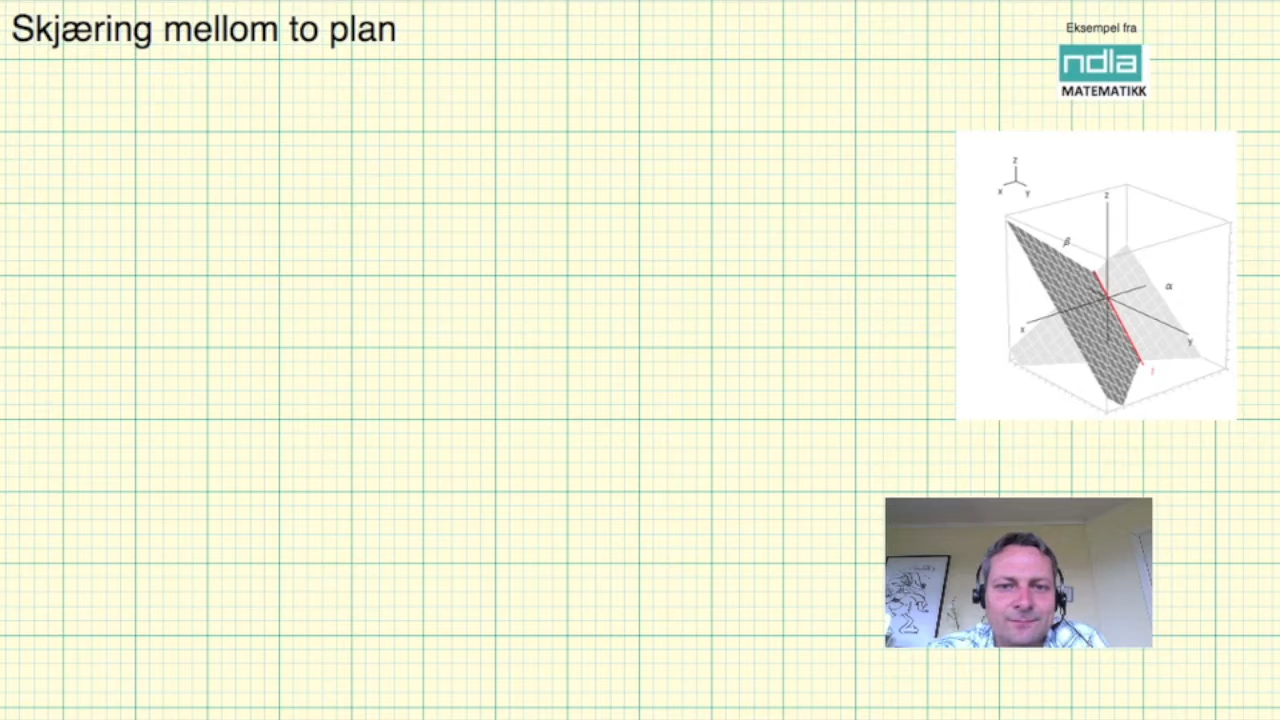 Skjæring mellom to plan
Eksempel fra
ndla
MATEMATIKK
z
x y
z
β
α
x
y